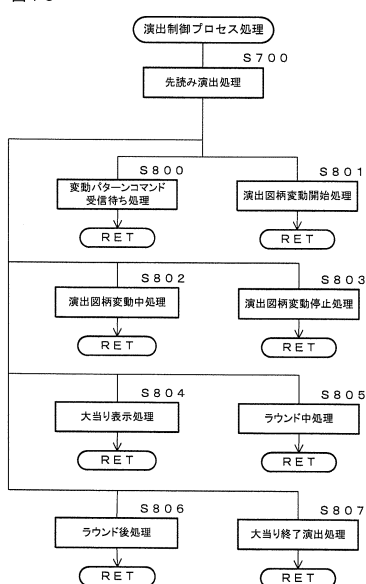 演出制御プロセス処理
S700
先読み演出処理
S800
変動パターンコマンド
受信待ち処理
RET
S801
演出図柄変動開始処理
RET
S802
演出図柄変動中処理
RET
S803
演出図柄変動停止処理
RET
S804
大当り表示処理
RET
S805
ラウンド中処理
RET
S806
ラウンド後処理
RET
S807
大当り終了演出処理
RET